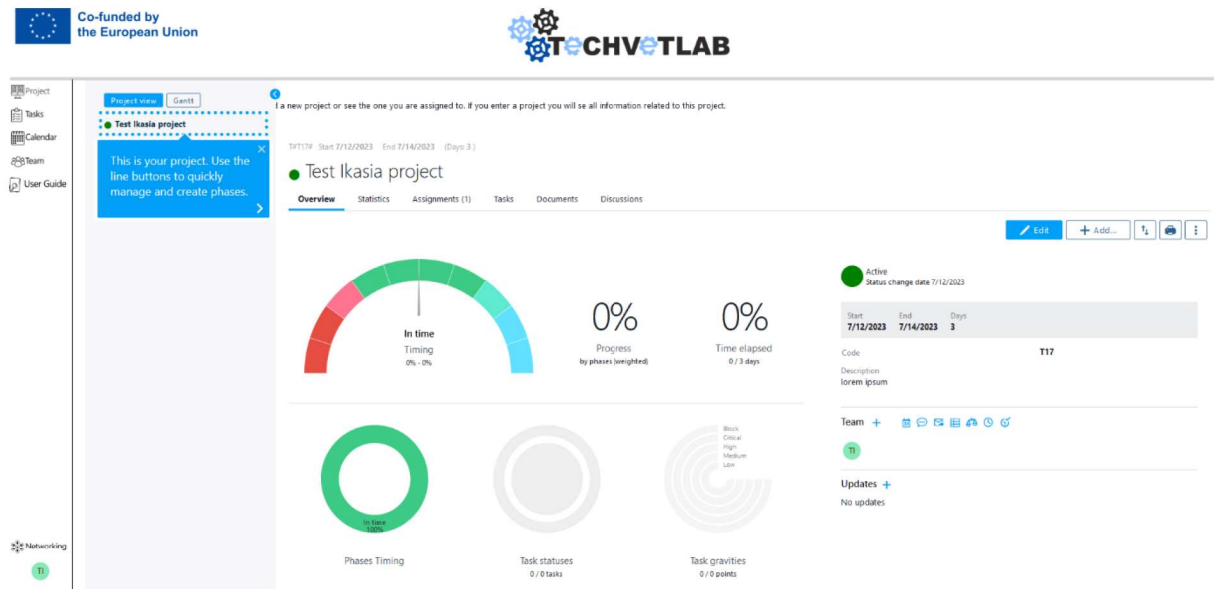 Co-funded by
the European Union
TECHVETLAB
Project
Tasks
Calendar
Team
User Guide
Project view
Gantt
Test Ikasia project
This is your project. Use the
line buttons to quickly
manage and create phases.
a new project or see the one you are assigned to. if you enter a project you will se all information related to this project.
T#T17# Start 7/12/2023 End 7/14/2023 (Days 3 )
Test Ikasia project
Overview Statistics Assignments (1) Tasks Documents Discussions
Edit + Add...
In time
Timing
0% - 0%
0%
Progress
by phases (weighted)
0%
Time elapsed
0 / 3 days
Active
Status change date 7/12/2023
Start End Days
7/12/2023 7/14/2023 3
Code T17
Description
lorem ipsum
Team +
TI
Updates +
No updates
In time
100%
Phases Timing
Task statuses
0 / 0 tasks
Block
Critical
High
Medium
Low
Task gravities
0 / 0 points
Networking
TI